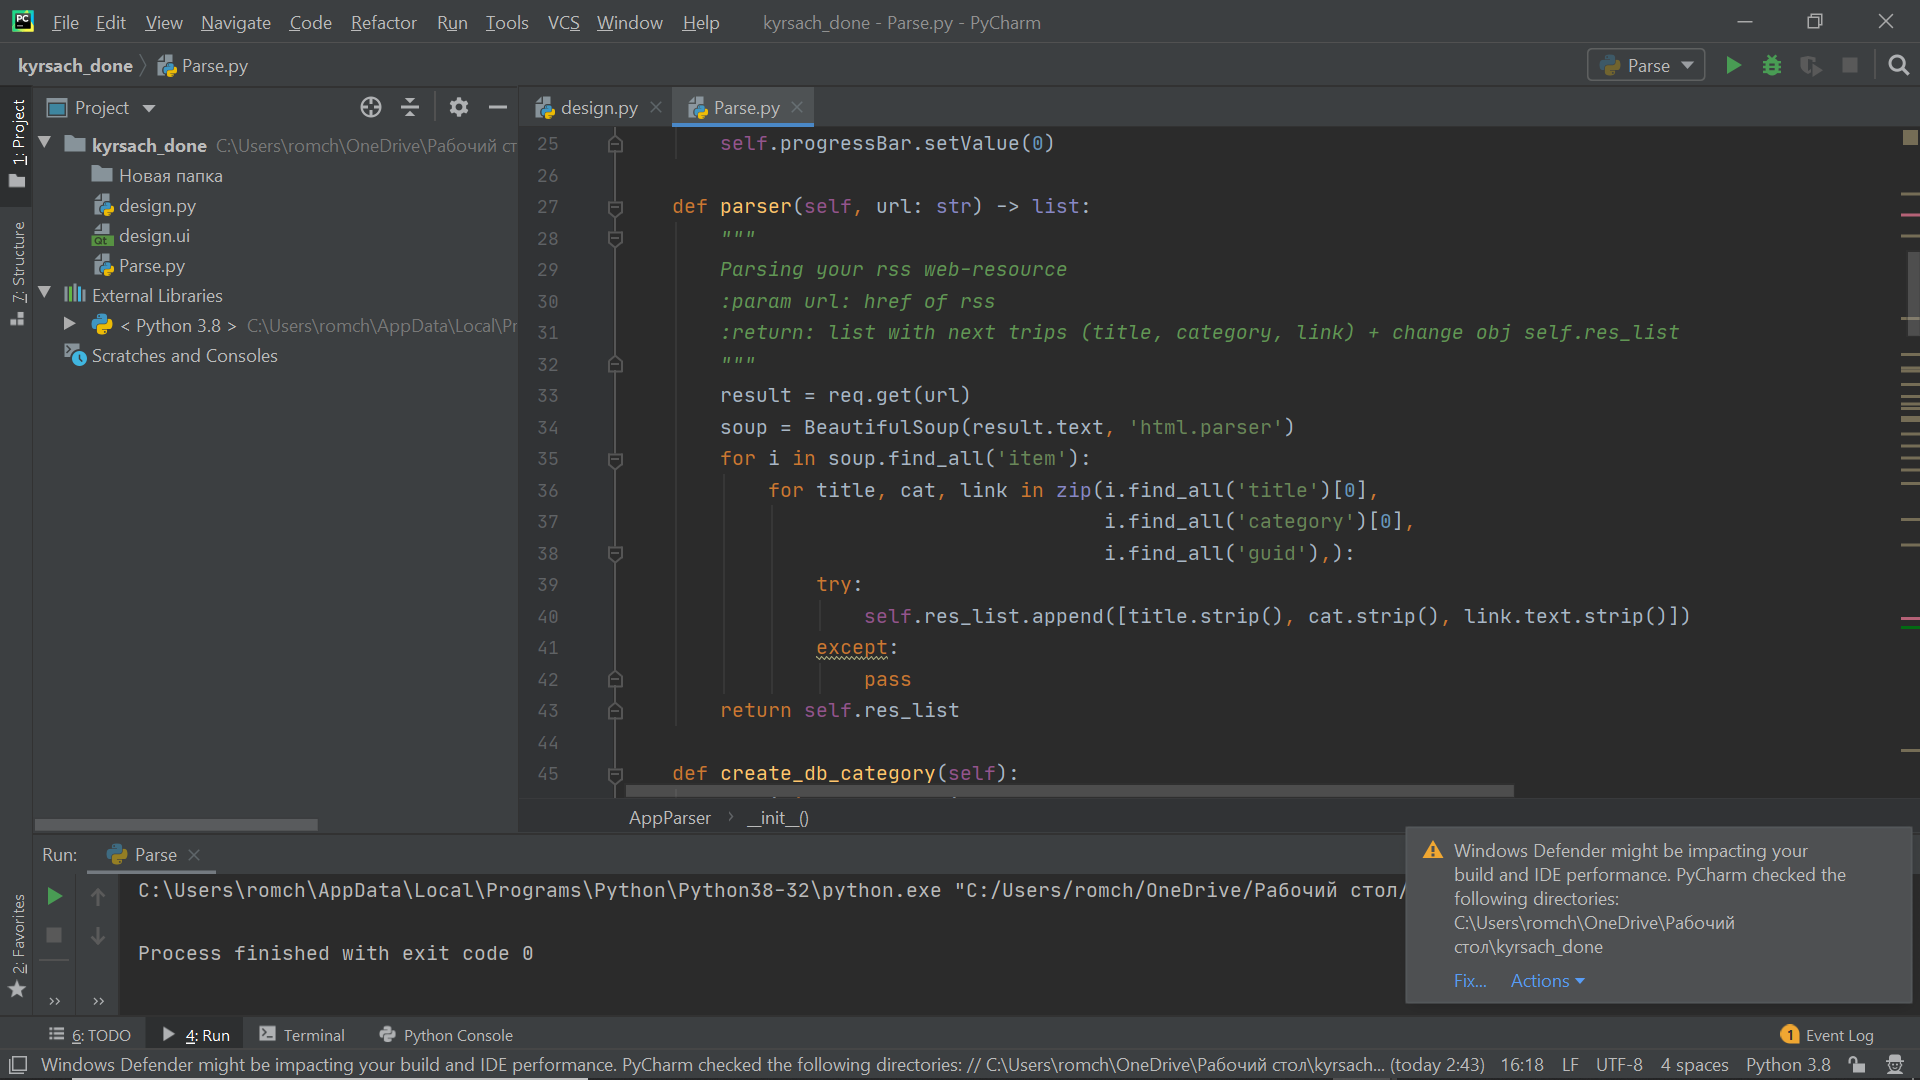 File Edit View Navigate Code Refactor Run Tools VCS Window Help kyrsach_done - Parse.py - PyCharm
kyrsach_done Parse.py Parse
Project
design.py Parse.py
1: Project
7: Structure
2: Favorites
kyrsach_done C:\Users\romch\OneDrive\Рабочий ст
Новая папка
design.py
design.ui
Parse.py
External Libraries
< Python 3.8 > C:\Users\romch\AppData\Local\Pr
Scratches and Consoles
25 self.progressBar.setValue(0)
26
27 def parser(self, url: str) -> list:
28 """
29 Parsing your rss web-resource
30 :param url: href of rss
31 :return: list with next trips (title, category, link) + change obj self.res_list
32 """
33 result = req.get(url)
34 soup = BeautifulSoup(result.text, 'html.parser')
35 for i in soup.find_all('item'):
36 for title, cat, link in zip(i.find_all('title')[0],
37 i.find_all('category')[0],
38 i.find_all('guid'),):
39 try:
40 self.res_list.append([title.strip(), cat.strip(), link.text.strip()])
41 except:
42 pass
43 return self.res_list
44
45 def create_db_category(self):
AppParser › __init__()
Run: Parse
C:\Users\romch\AppData\Local\Programs\Python\Python38-32\python.exe "C:/Users/romch/OneDrive/Рабочий стол/
Process finished with exit code 0
Windows Defender might be impacting your
build and IDE performance. PyCharm checked the
following directories:
C:\Users\romch\OneDrive\Рабочий
стол\kyrsach_done
Fix... Actions
6: TODO 4: Run Terminal Python Console 1 Event Log
Windows Defender might be impacting your build and IDE performance. PyCharm checked the following directories: // C:\Users\romch\OneDrive\Рабочий стол\kyrsach... (today 2:43) 16:18 LF UTF-8 4 spaces Python 3.8